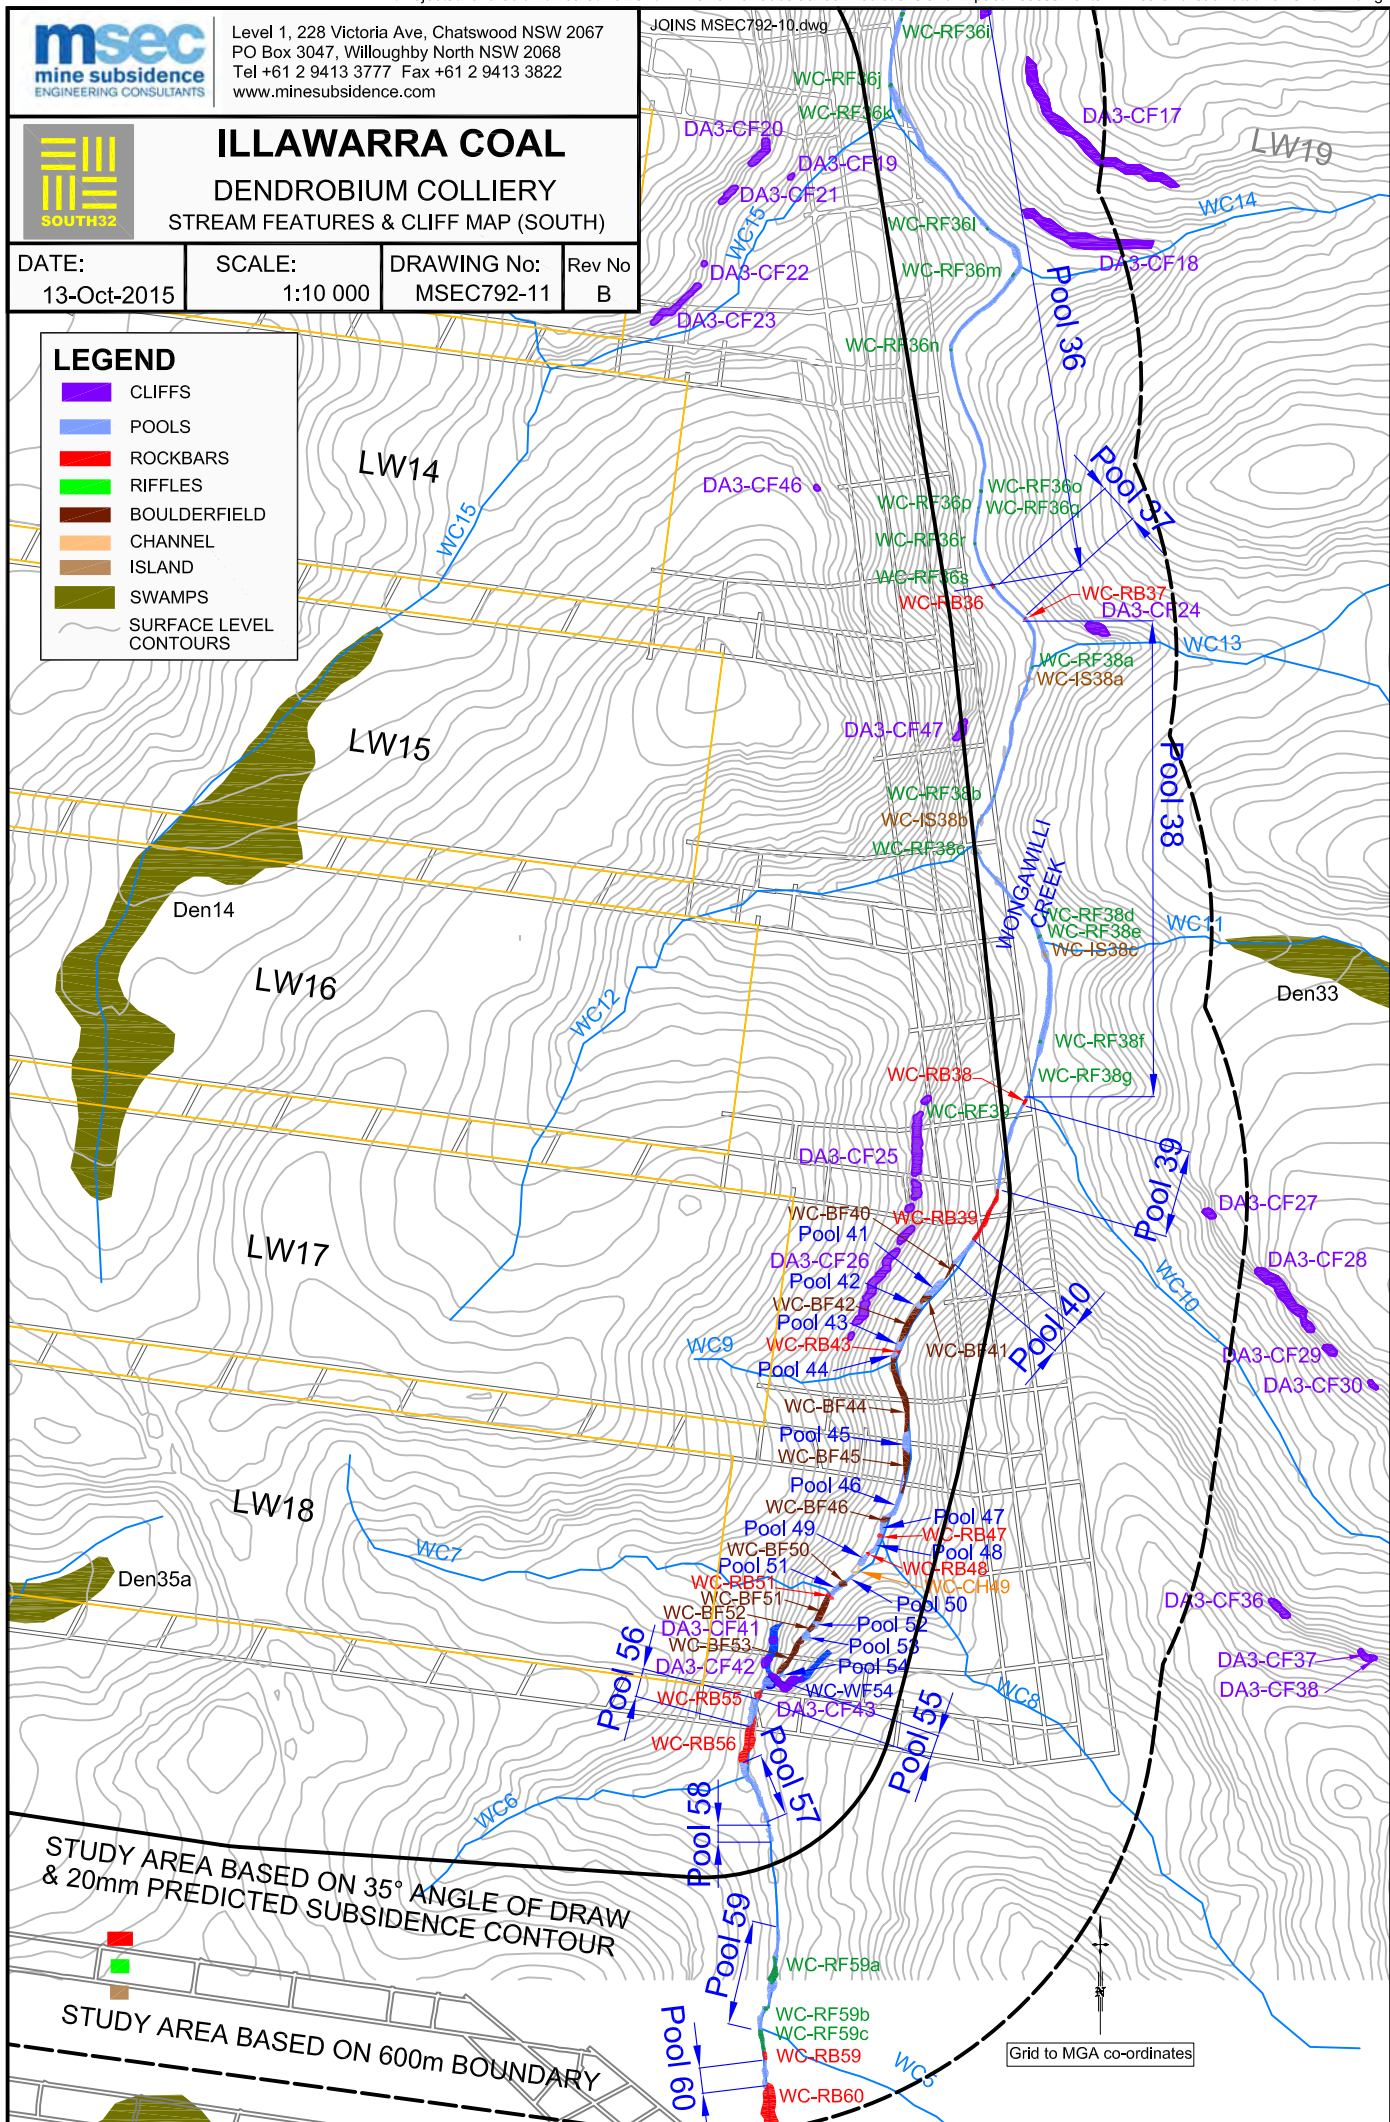 JOINS MSEC792-10.dwg
msec
mine subsidence
ENGINEERING CONSULTANTS
Level 1, 228 Victoria Ave, Chatswood NSW 2067
PO Box 3047, Willoughby North NSW 2068
Tel +61 2 9413 3777 Fax +61 2 9413 3822
www.minesubsidence.com
SOUTH32
ILLAWARRA COAL
DENDROBIUM COLLIERY
STREAM FEATURES & CLIFF MAP (SOUTH)
DATE:
13-Oct-2015
SCALE:
1:10 000
DRAWING No:
MSEC792-11
Rev No
B
LEGEND
CLIFFS
POOLS
ROCKBARS
RIFFLES
BOULDERFIELD
CHANNEL
ISLAND
SWAMPS
SURFACE LEVEL
CONTOURS
WC-RF36i
WC-RF36j
WC-RF36k
DA3-CF17
DA3-CF20
DA3-CF19
DA3-CF21
LW19
WC14
WC15
WC-RF36l
DA3-CF18
DA3-CF22
WC-RF36m
DA3-CF23
Pool 36
WC-RF36n
LW14
DA3-CF46
WC-RF36o
WC-RF36p
WC-RF36q
Pool 37
WC15
WC-RF36r
WC-RF36s
WC-RB36
WC-RB37
DA3-CF24
WC13
WC-RF38a
WC-IS38a
DA3-CF47
LW15
Pool 38
WC-RF38b
WC-IS38b
WC-RF38c
WONGAWILLI
CREEK
Den14
WC-RF38d
WC-RF38e
WC-IS38c
WC11
LW16
Den33
WC12
WC-RF38f
WC-RB38
WC-RF38g
WC-RF39
DA3-CF25
Pool 39
WC-BF40
WC-RB39
DA3-CF27
Pool 41
LW17
DA3-CF26
DA3-CF28
Pool 42
WC10
WC-BF42
Pool 40
Pool 43
WC9
WC-RB43
WC-BF41
Pool 44
DA3-CF29
DA3-CF30
WC-BF44
Pool 45
WC-BF45
Pool 46
LW18
WC-BF46
Pool 47
Pool 49
WC-RB47
WC7
WC-BF50
Pool 48
Pool 51
WC-RB48
Den35a
WC-RB51
WC-CH49
WC-BF51
Pool 50
DA3-CF36
WC-BF52
Pool 52
DA3-CF41
WC-BF53
Pool 53
Pool 56
DA3-CF42
Pool 54
DA3-CF37
WC-WF54
DA3-CF38
WC-RB55
WC8
DA3-CF43
Pool 55
WC-RB56
Pool 57
WC6
Pool 58
STUDY AREA BASED ON 35° ANGLE OF DRAW
& 20mm PREDICTED SUBSIDENCE CONTOUR
Pool 59
WC-RF59a
N
STUDY AREA BASED ON 600m BOUNDARY
WC-RF59b
WC-RF59c
WC-RB59
Grid to MGA co-ordinates
Pool 60
WC5
WC-RB60